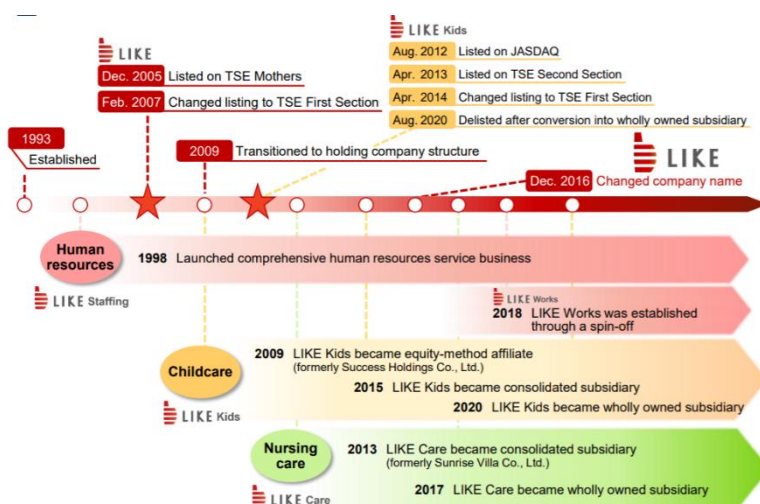 LIKE
Dec. 2005 Listed on TSE Mothers
Feb. 2007 Changed listing to TSE First Section
LIKE Kids
Aug. 2012 Listed on JASDAQ
Apr. 2013 Listed on TSE Second Section
Apr. 2014 Changed listing to TSE First Section
Aug. 2020 Delisted after conversion into wholly owned subsidiary
1993
Established
2009 Transitioned to holding company structure
LIKE
Dec. 2016 Changed company name
Human
resources
1998 Launched comprehensive human resources service business
LIKE Staffing
LIKE Works
2018 LIKE Works was established
through a spin-off
Childcare
2009 LIKE Kids became equity-method affiliate
(formerly Success Holdings Co., Ltd.)
2015 LIKE Kids became consolidated subsidiary
2020 LIKE Kids became wholly owned subsidiary
LIKE Kids
Nursing
care
2013 LIKE Care became consolidated subsidiary
(formerly Sunrise Villa Co., Ltd.)
2017 LIKE Care became wholly owned subsidiary
LIKE Care